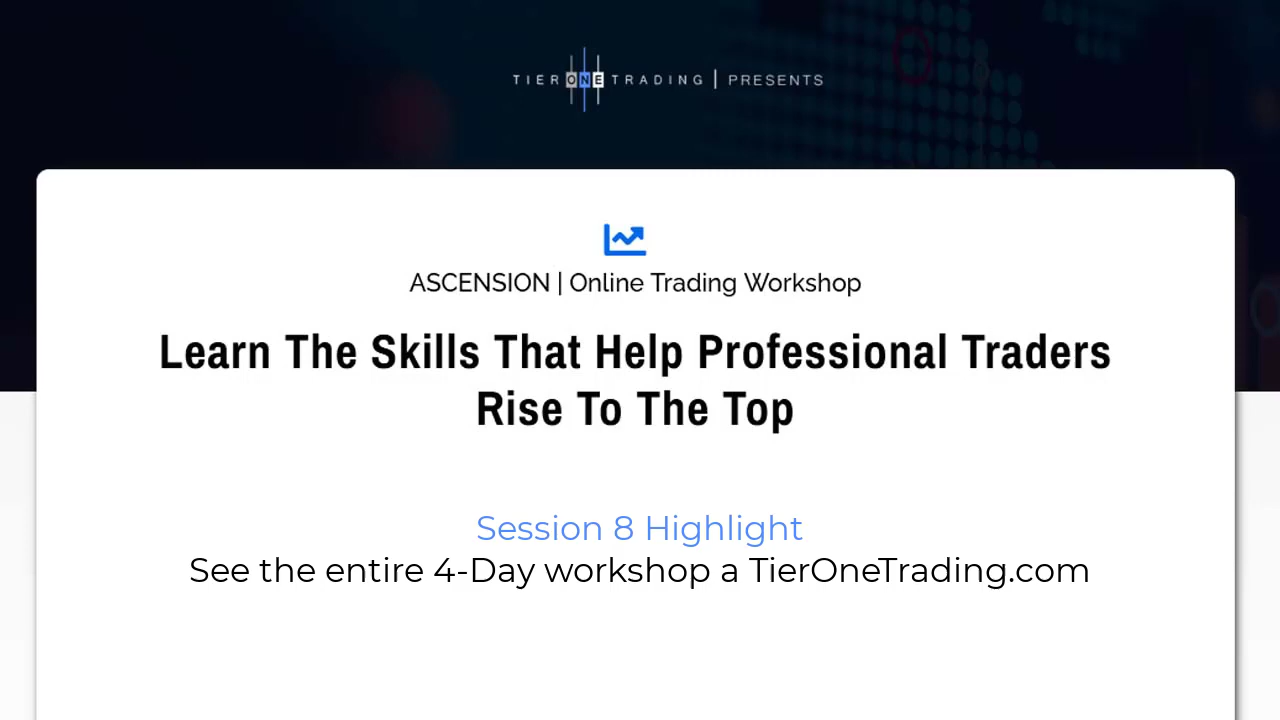 TIER ONE TRADING | PRESENTS
ASCENSION | Online Trading Workshop
Learn The Skills That Help Professional Traders
Rise To The Top
Session 8 Highlight
See the entire 4-Day workshop a TierOneTrading.com